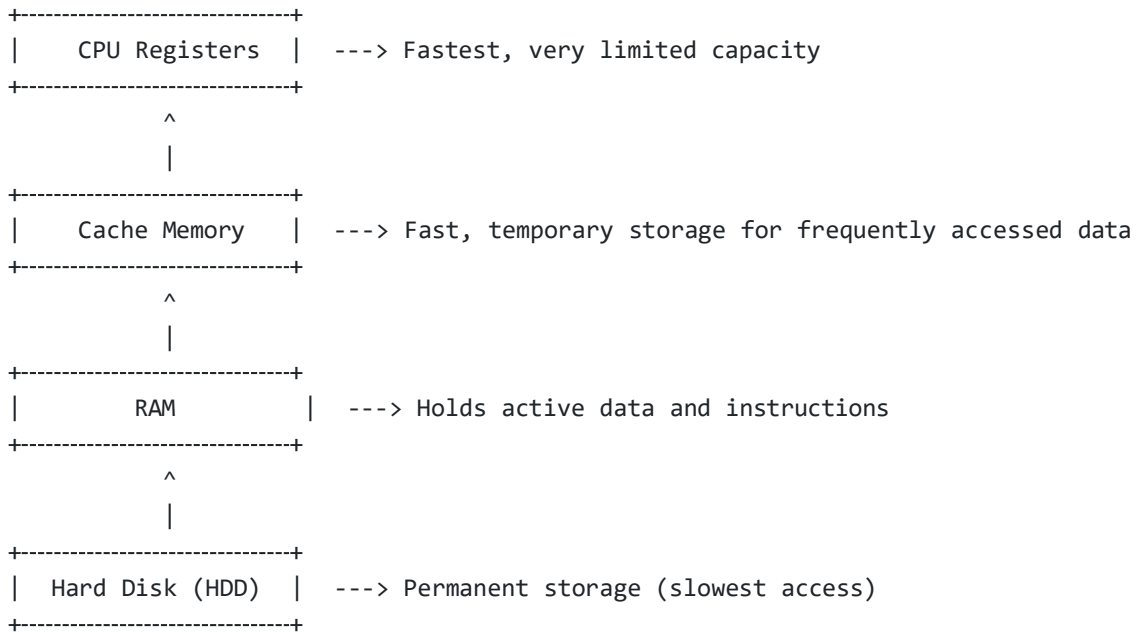 CPU Registers ---> Fastest, very limited capacity
Cache Memory ---> Fast, temporary storage for frequently accessed data
RAM ---> Holds active data and instructions
Hard Disk (HDD) ---> Permanent storage (slowest access)